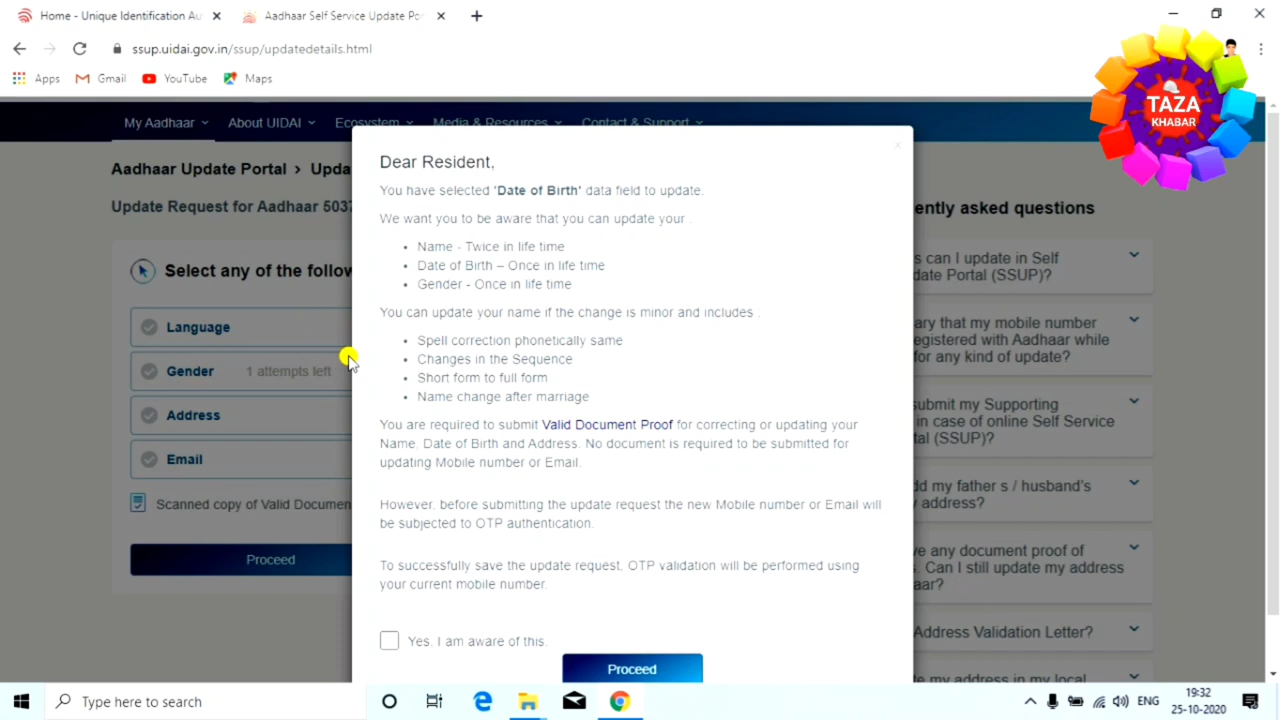 Home - Unique Identification Au
Aadhaar Self Service Update Por
ssup.uidai.gov.in/ssup/updatedetails.html
Apps Gmail YouTube Maps
TAZA
KHABAR
My Aadhaar About UIDAI Ecosystem Media & Resources Contact & Support
Aadhaar Update Portal > Upda
Update Request for Aadhaar 5037
Select any of the follow
Language
Gender 1 attempts left
Address
Email
Scanned copy of Valid Documen
Proceed
Dear Resident,
You have selected 'Date of Birth' data field to update.
We want you to be aware that you can update your .
• Name - Twice in life time
• Date of Birth – Once in life time
• Gender - Once in life time
You can update your name if the change is minor and includes :
• Spell correction phonetically same
• Changes in the Sequence
• Short form to full form
• Name change after marriage
You are required to submit Valid Document Proof for correcting or updating your
Name, Date of Birth and Address. No document is required to be submitted for
updating Mobile number or Email.
However, before submitting the update request the new Mobile number or Email will
be subjected to OTP authentication.
To successfully save the update request, OTP validation will be performed using
your current mobile number.
Yes, I am aware of this.
Proceed
ently asked questions
s can I update in Self
date Portal (SSUP)?
ary that my mobile number
egistered with Aadhaar while
for any kind of update?
submit my Supporting
in case of online Self Service
tal (SSUP)?
dd my father s / husband's
address?
ve any document proof of
. Can I still update my address
aar?
Address Validation Letter?
e my address in my local
Type here to search
ENG
19:32
25-10-2020